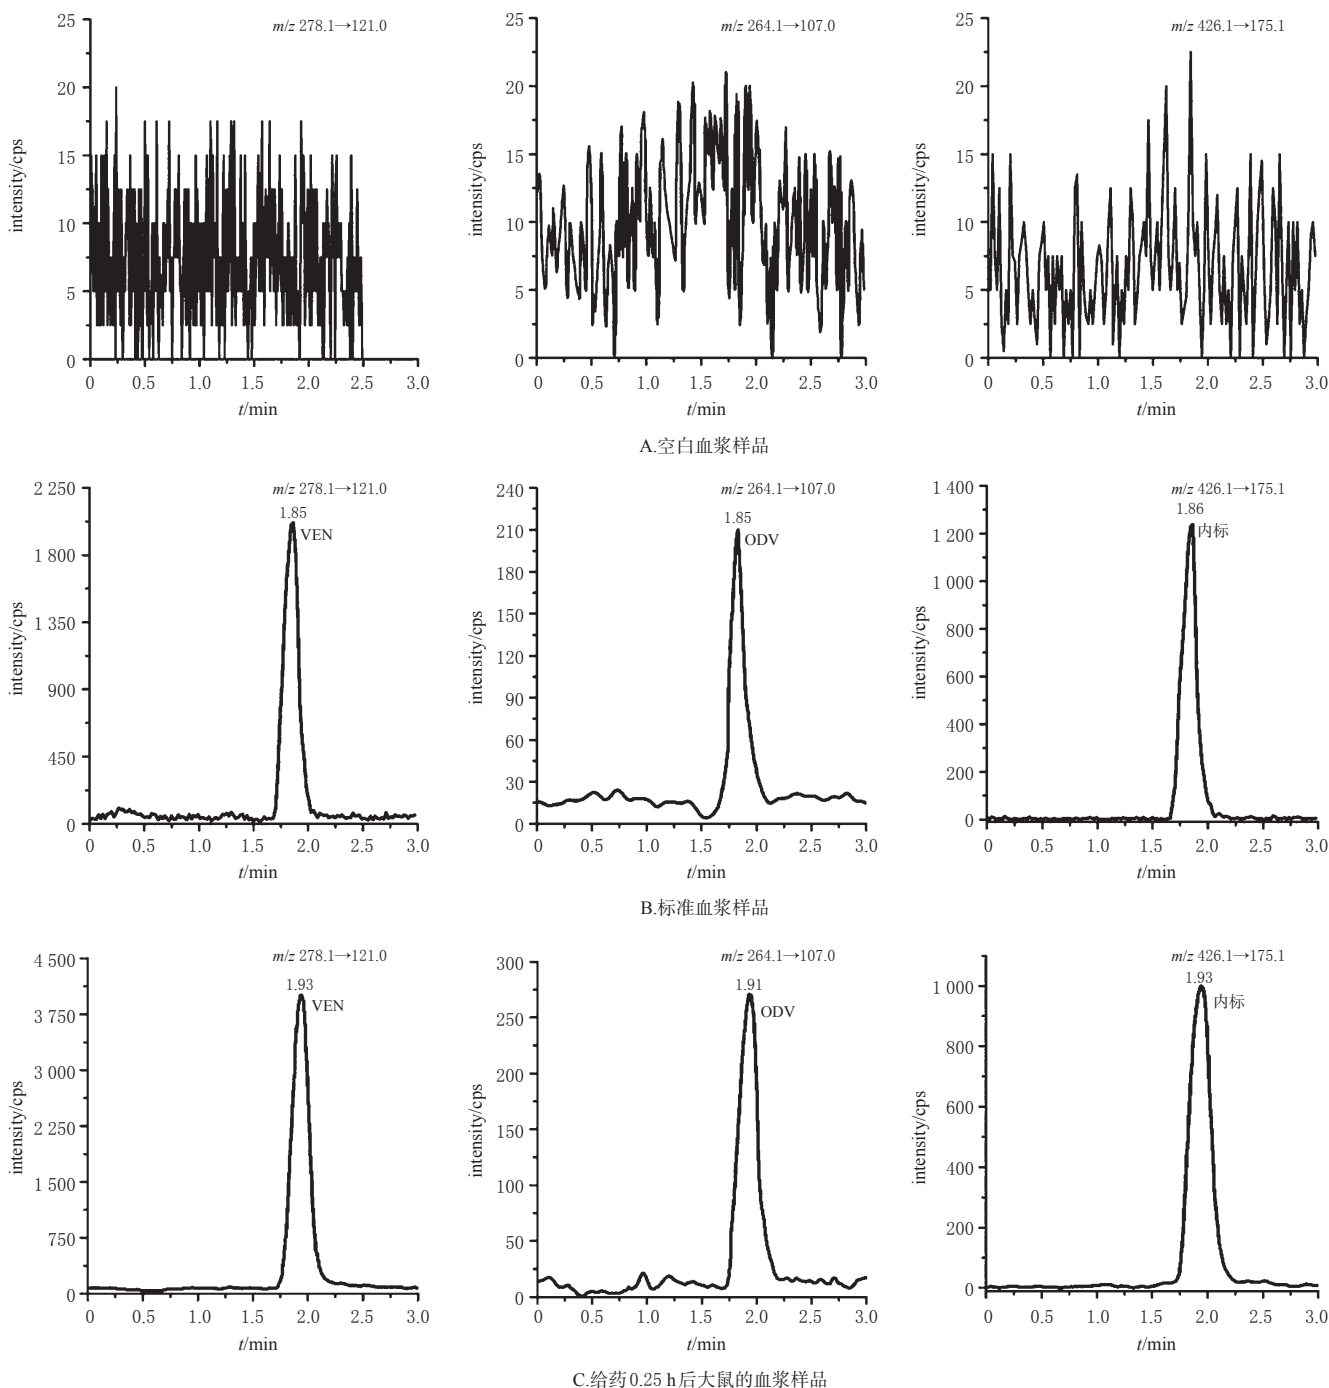 m/z 278.1→121.0
25
20
15
10
5
0
intensity/cps
0 0.5 1.0 1.5 2.0 2.5 3.0
t/min
m/z 264.1→107.0
25
20
15
10
5
0
intensity/cps
0 0.5 1.0 1.5 2.0 2.5 3.0
t/min
m/z 426.1→175.1
25
20
15
10
5
0
intensity/cps
0 0.5 1.0 1.5 2.0 2.5 3.0
t/min
A.空白血浆样品
m/z 278.1→121.0
1.85
VEN
2 250
1 800
1 350
900
450
0
intensity/cps
0 0.5 1.0 1.5 2.0 2.5 3.0
t/min
m/z 264.1→107.0
1.85
ODV
240
210
180
150
120
90
60
30
0
intensity/cps
0 0.5 1.0 1.5 2.0 2.5 3.0
t/min
m/z 426.1→175.1
1.86
内标
1 400
1 200
1 000
800
600
400
200
0
intensity/cps
0 0.5 1.0 1.5 2.0 2.5 3.0
t/min
B.标准血浆样品
m/z 278.1→121.0
1.93
VEN
4 500
3 750
3 000
2 250
1 500
750
0
intensity/cps
0 0.5 1.0 1.5 2.0 2.5 3.0
t/min
m/z 264.1→107.0
1.91
ODV
300
250
200
150
100
50
0
intensity/cps
0 0.5 1.0 1.5 2.0 2.5 3.0
t/min
m/z 426.1→175.1
1.93
内标
1 000
800
600
400
200
0
intensity/cps
0 0.5 1.0 1.5 2.0 2.5 3.0
t/min
C.给药0.25 h后大鼠的血浆样品